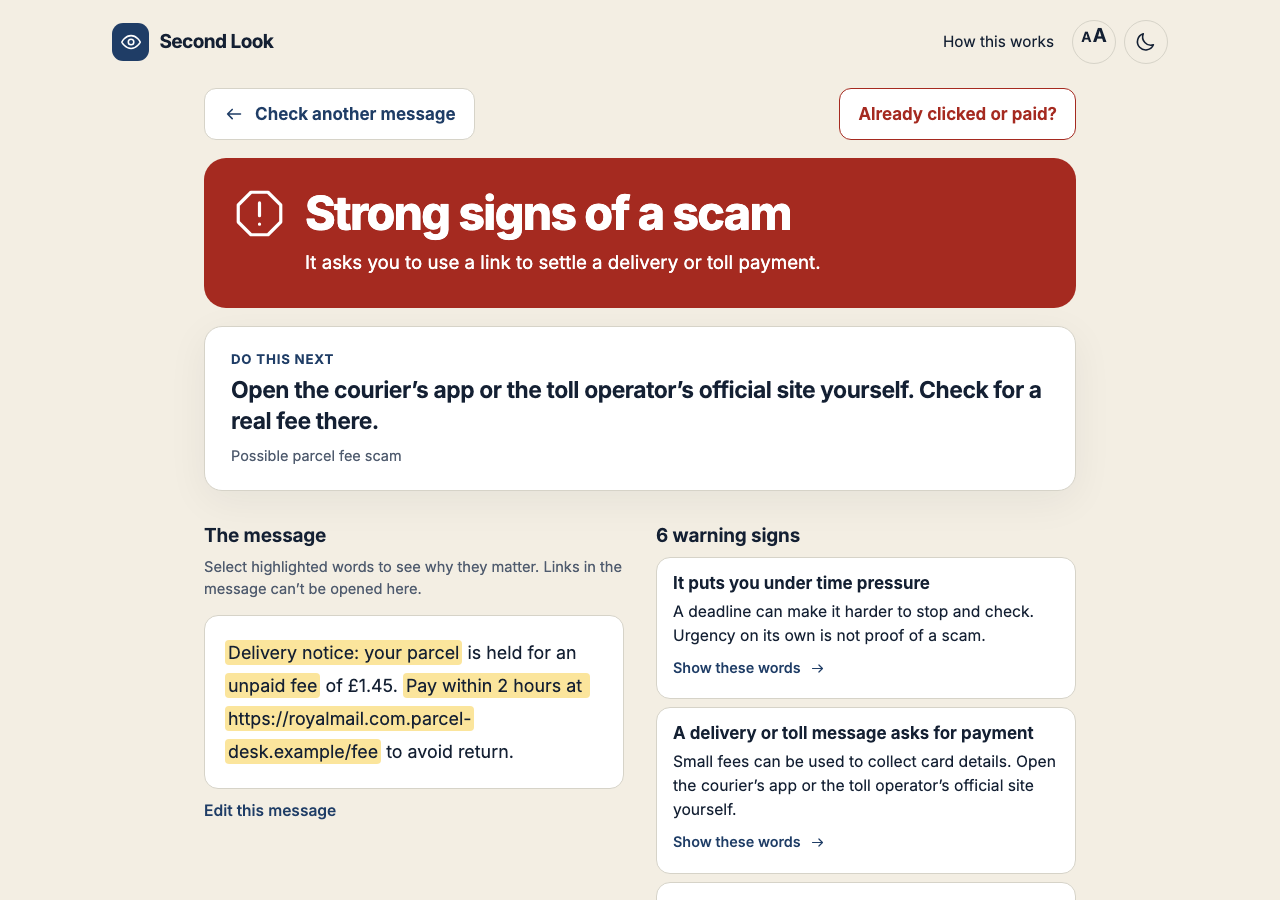 Second Look
How this works
AA
Check another message
Already clicked or paid?
Strong signs of a scam
It asks you to use a link to settle a delivery or toll payment.
DO THIS NEXT
Open the courier’s app or the toll operator’s official site yourself. Check for a
real fee there.
Possible parcel fee scam
The message
Select highlighted words to see why they matter. Links in the
message can’t be opened here.
Delivery notice: your parcel is held for an
unpaid fee of £1.45. Pay within 2 hours at
https://royalmail.com.parcel-
desk.example/fee to avoid return.
Edit this message
6 warning signs
It puts you under time pressure
A deadline can make it harder to stop and check.
Urgency on its own is not proof of a scam.
Show these words
A delivery or toll message asks for payment
Small fees can be used to collect card details. Open
the courier’s app or the toll operator’s official site
yourself.
Show these words